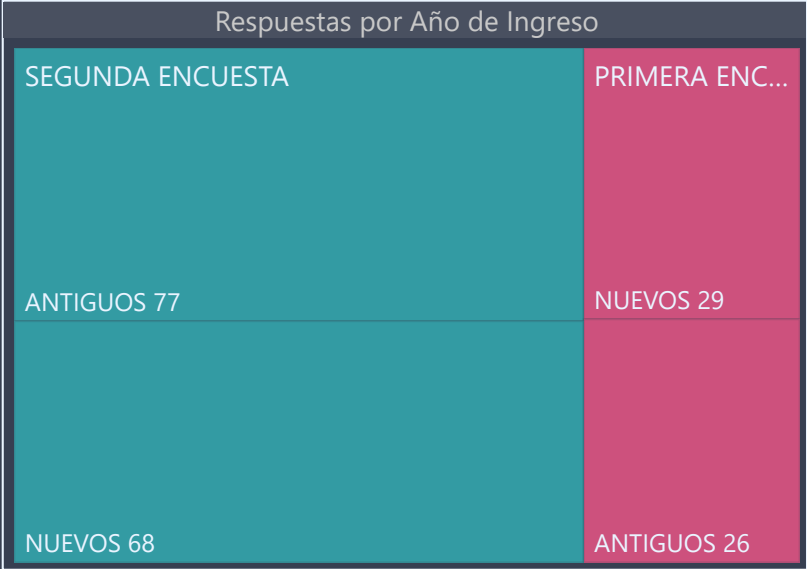 Respuestas por Año de Ingreso
SEGUNDA ENCUESTA
ANTIGUOS 77
NUEVOS 68
PRIMERA ENC...
NUEVOS 29
ANTIGUOS 26